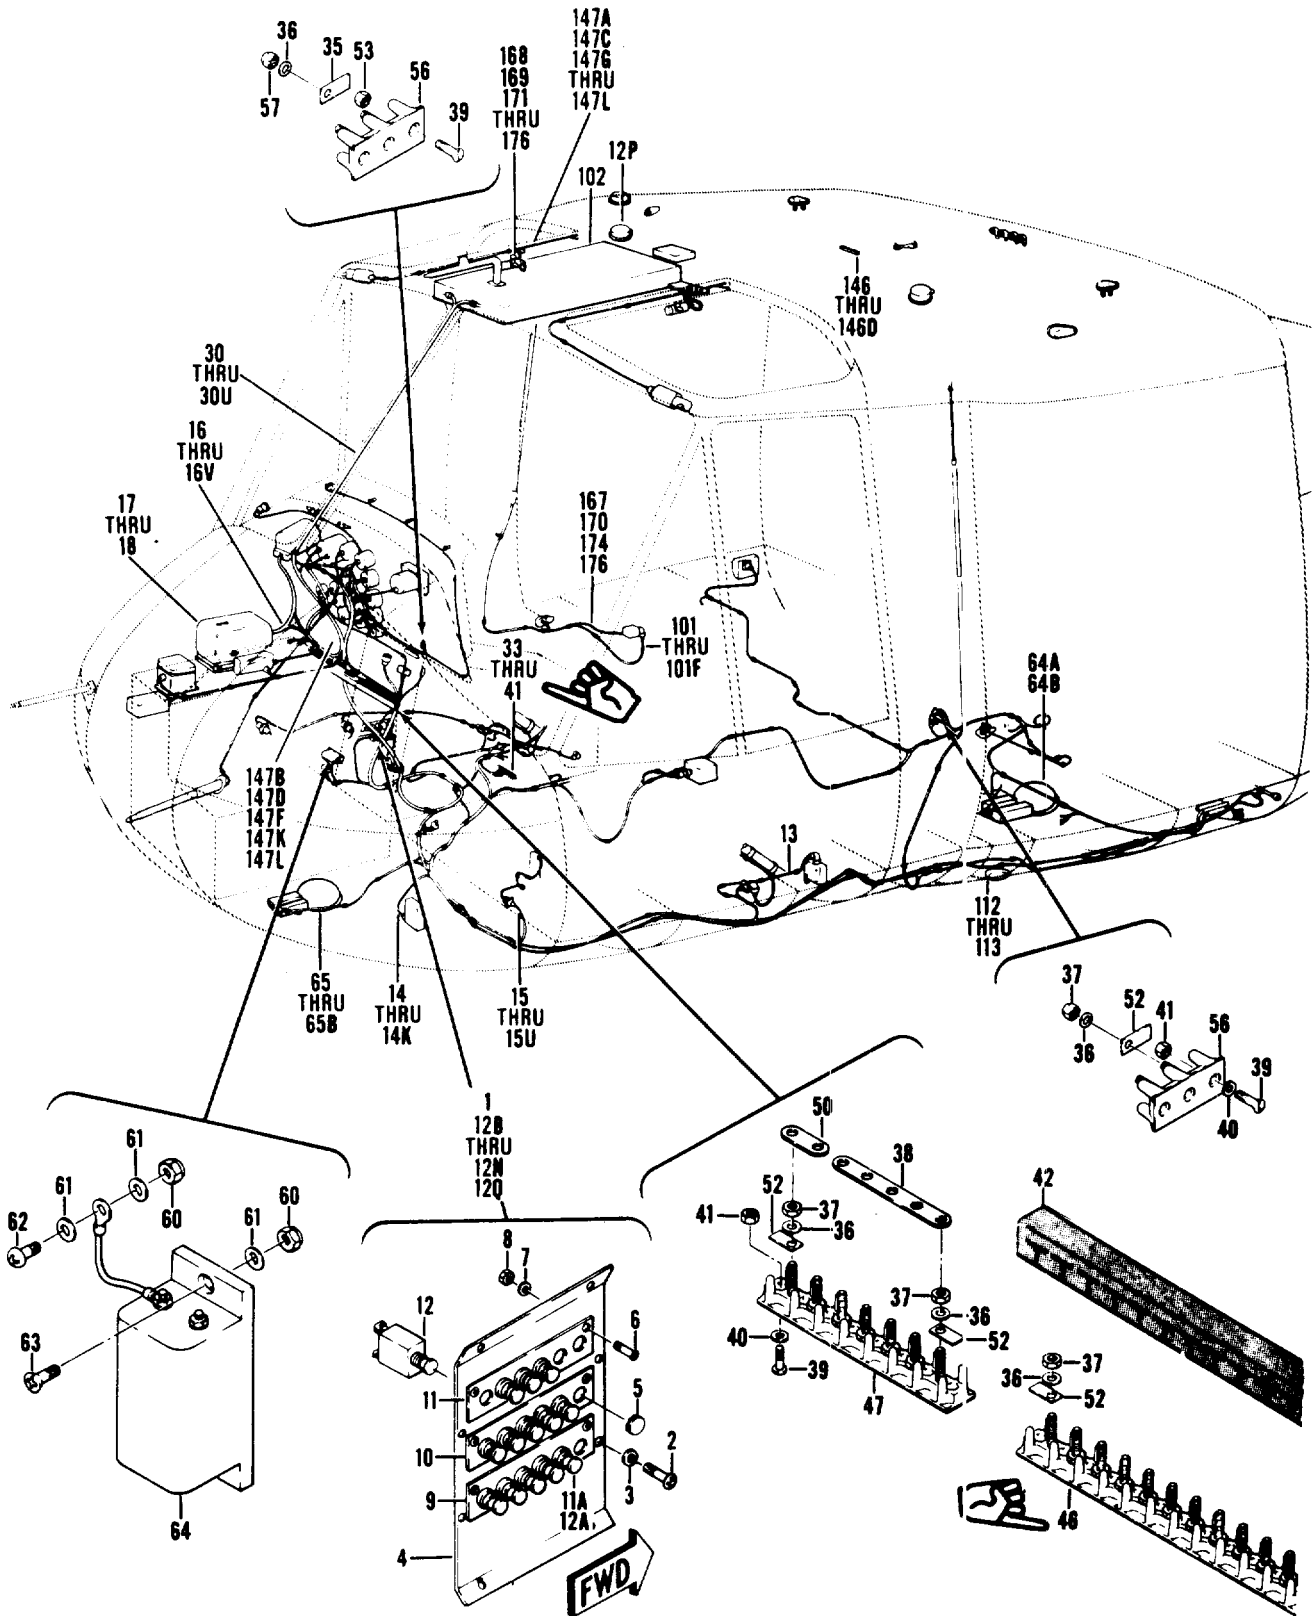 147A
147C
147G
THRU
147L
36
35
53
56
57
39
168
169
171
THRU
176
12P
102
146
THRU
146D
30
THRU
30U
16
THRU
16V
17
THRU
18
167
170
174
176
101
THRU
101F
33
THRU
41
64A
64B
147B
147D
147F
147K
147L
13
112
THRU
113
65
THRU
65B
14
THRU
14K
15
THRU
15U
37
52
41
56
36
39
40
1
12B
THRU
12N
12Q
61
61
60
62
61
60
63
64
8
7
12
6
11
5
10
2
9
3
11A
12A
4
FWD
50
38
52
41
37
36
37
36
52
40
39
47
42
37
36
52
46